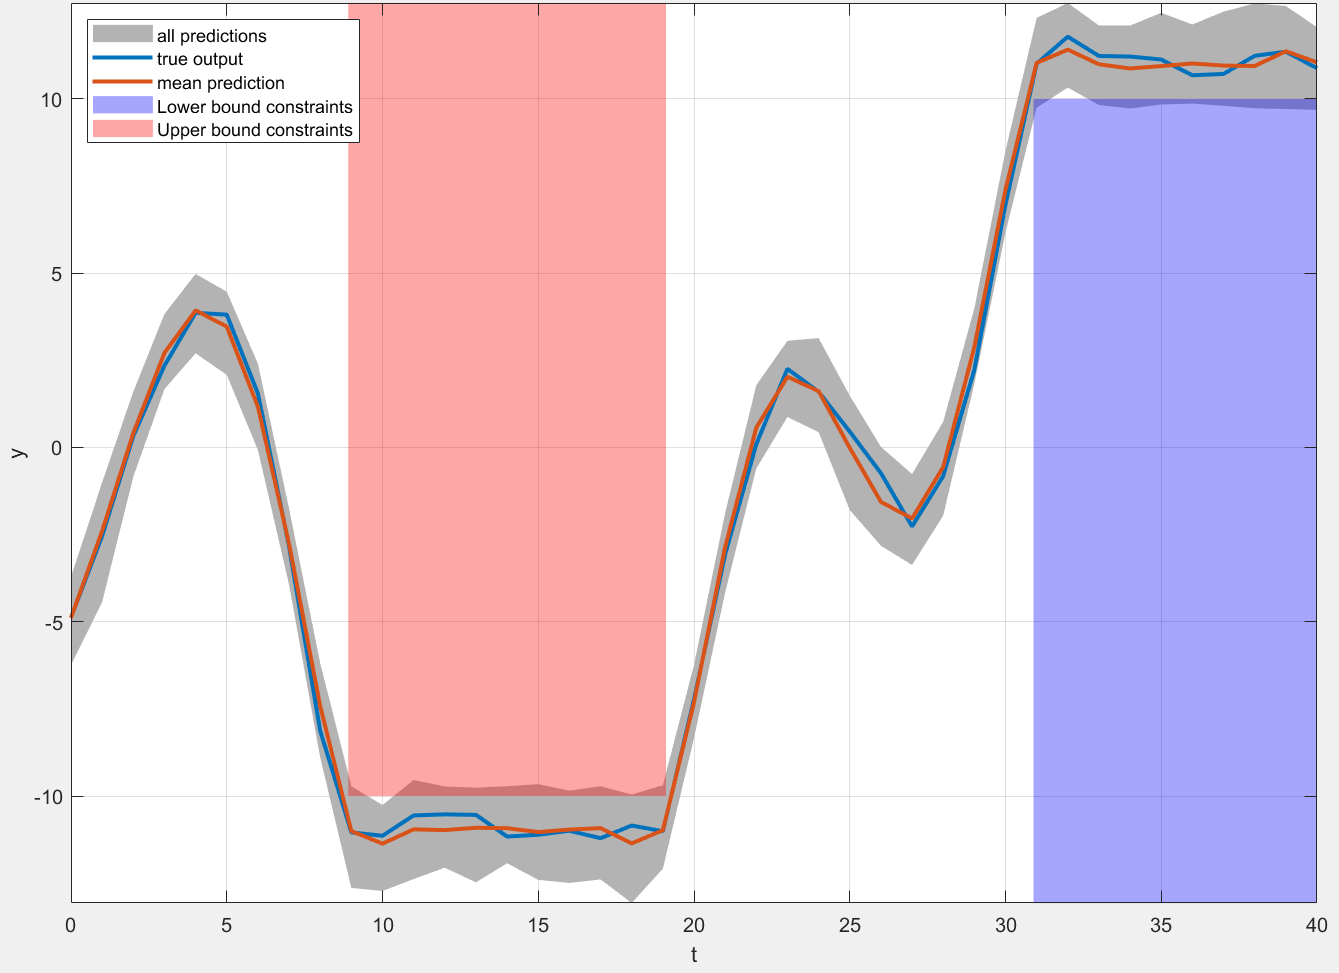 all predictions
true output
mean prediction
Lower bound constraints
Upper bound constraints
10
5
0
-5
-10
y
0 5 10 15 20 25 30 35 40
t